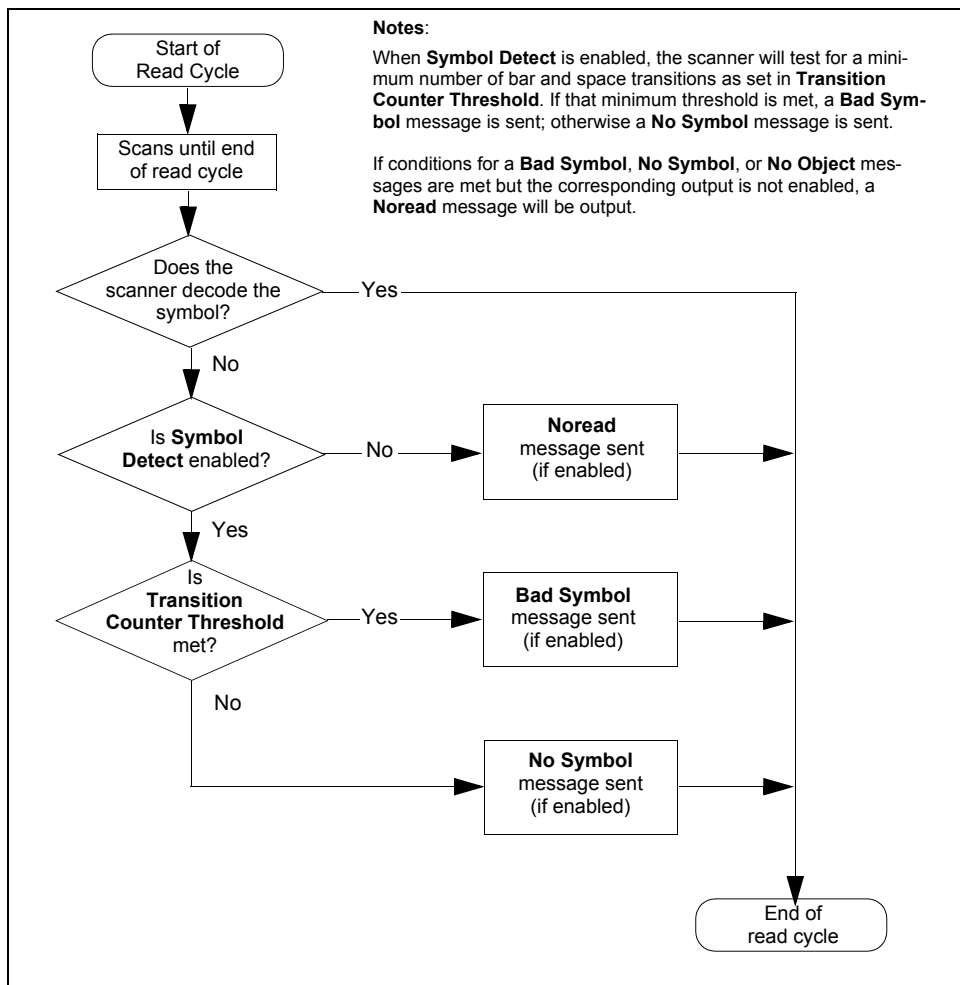 Start of
Read Cycle
Notes:
When Symbol Detect is enabled, the scanner will test for a mini-
mum number of bar and space transitions as set in Transition
Counter Threshold. If that minimum threshold is met, a Bad Sym-
bol message is sent; otherwise a No Symbol message is sent.
If conditions for a Bad Symbol, No Symbol, or No Object mes-
sages are met but the corresponding output is not enabled, a
Noread message will be output.
Scans until end
of read cycle
Does the
scanner decode the
symbol?
Yes
No
Is Symbol
Detect enabled?
No
Noread
message sent
(if enabled)
Yes
Is
Transition
Counter Threshold
met?
Yes
Bad Symbol
message sent
(if enabled)
No
No Symbol
message sent
(if enabled)
End of
read cycle